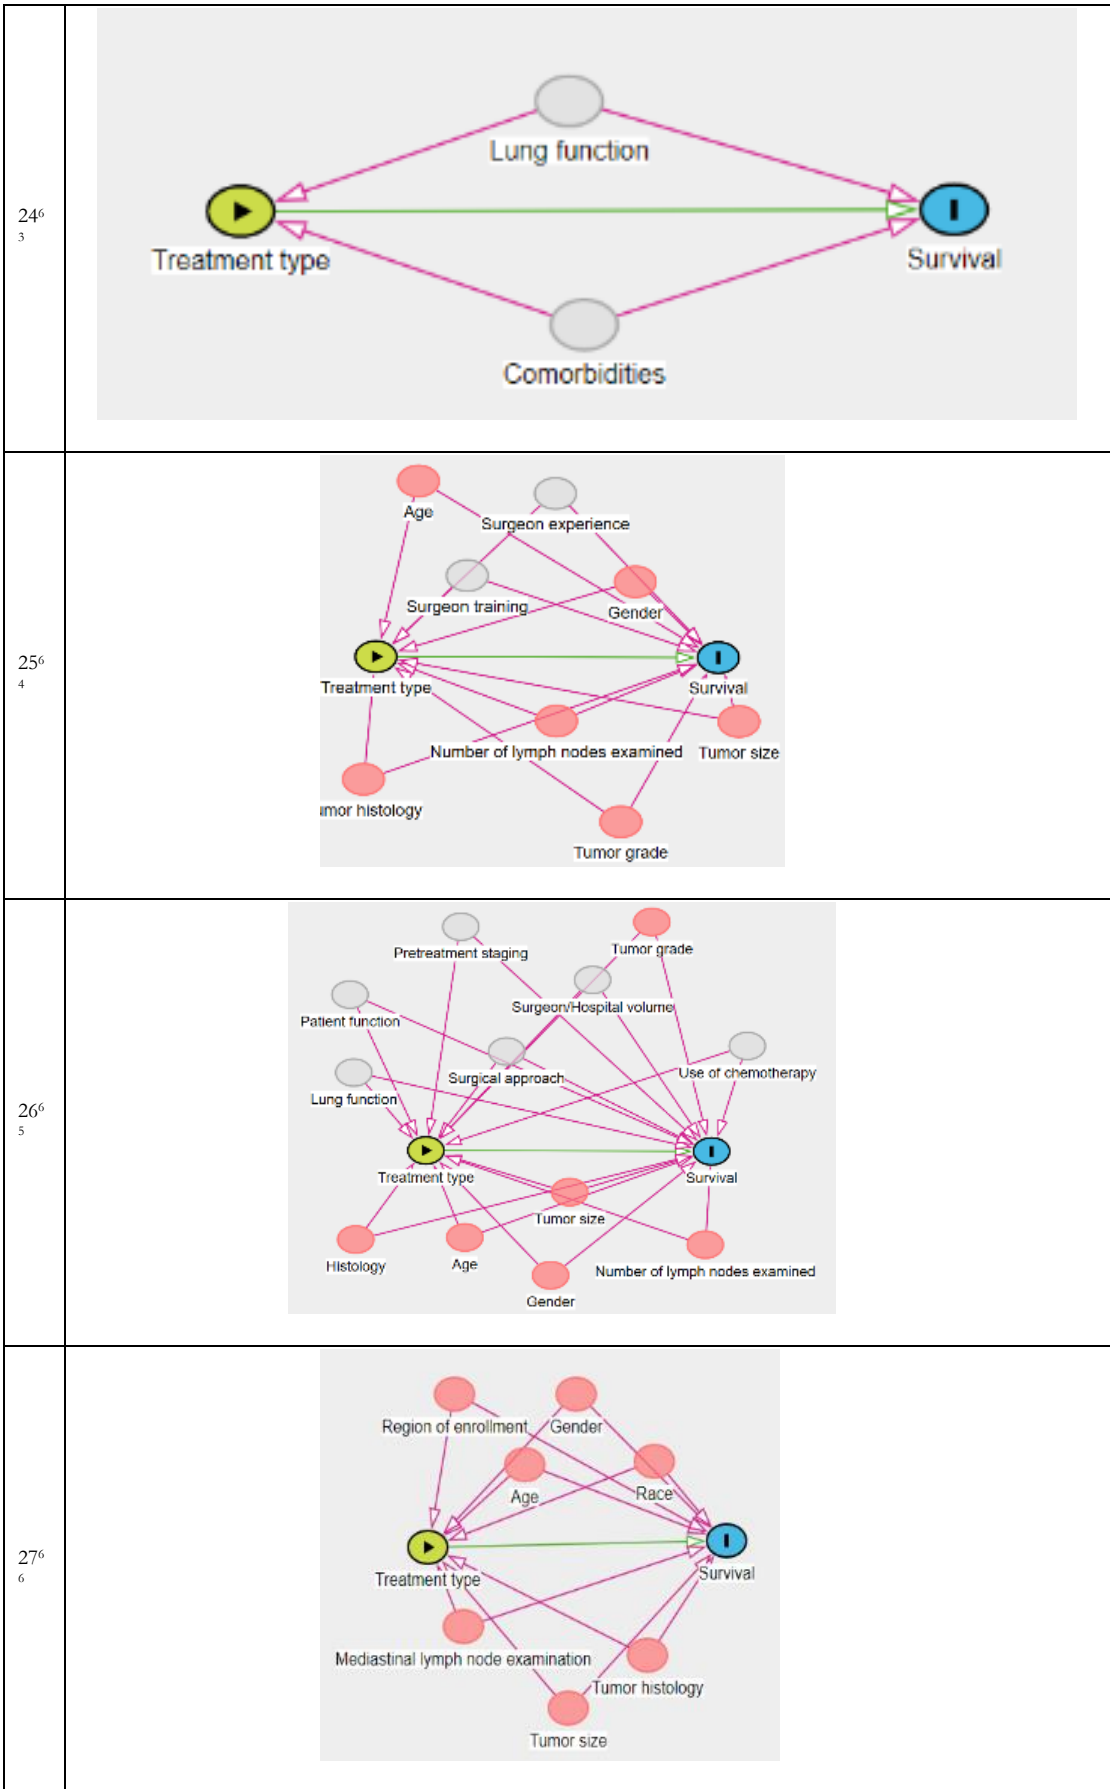 Lung function
24⁶
3
Treatment type
Survival
Comorbidities
Age
Surgeon experience
Surgeon training
Gender
25⁶
4
Treatment type
Survival
Number of lymph nodes examined
Tumor size
umor histology
Tumor grade
Pretreatment staging
Tumor grade
Surgeon/Hospital volume
Patient function
Surgical approach
Use of chemotherapy
Lung function
26⁶
5
Treatment type
Survival
Tumor size
Histology
Age
Number of lymph nodes examined
Gender
Region of enrollment
Gender
Age
Race
27⁶
6
Treatment type
Survival
Mediastinal lymph node examination
Tumor histology
Tumor size